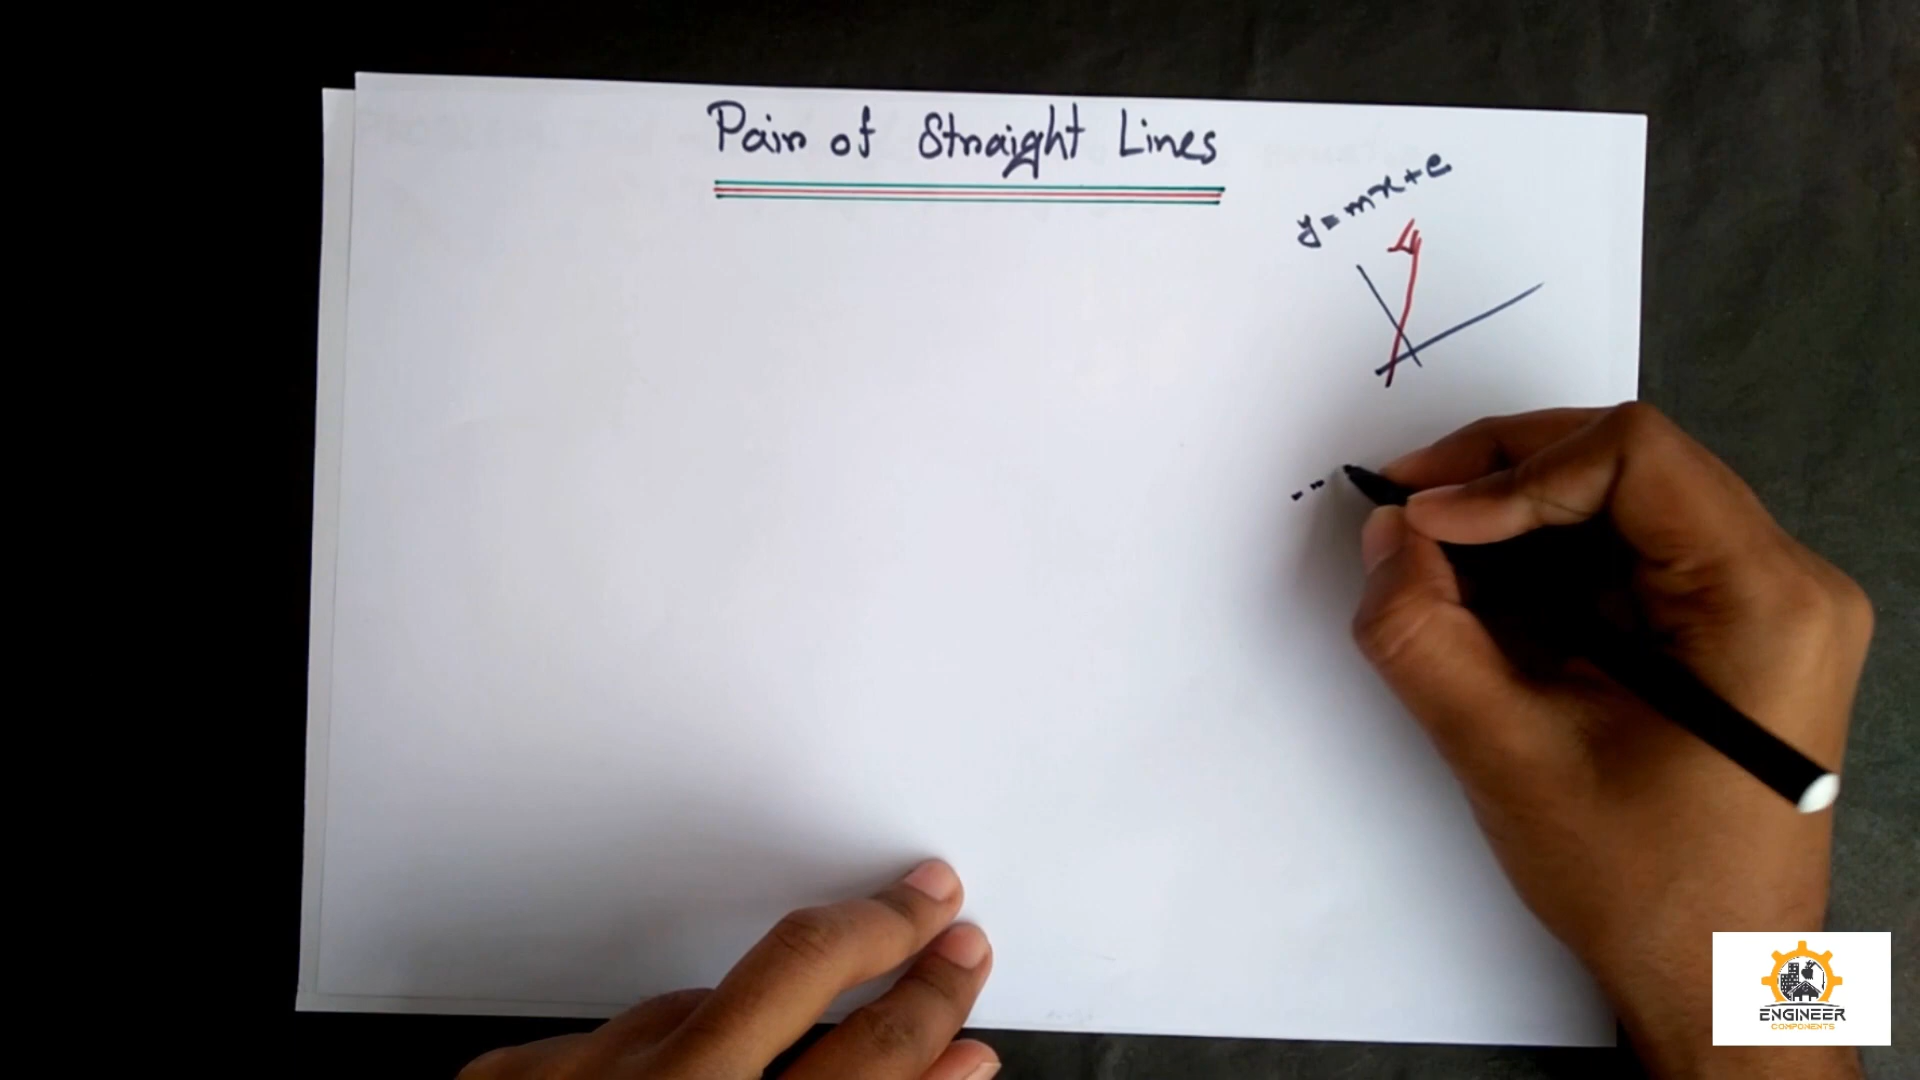 Pair of Straight Lines
y = mx + c
ENGINEER
COMPONENTS